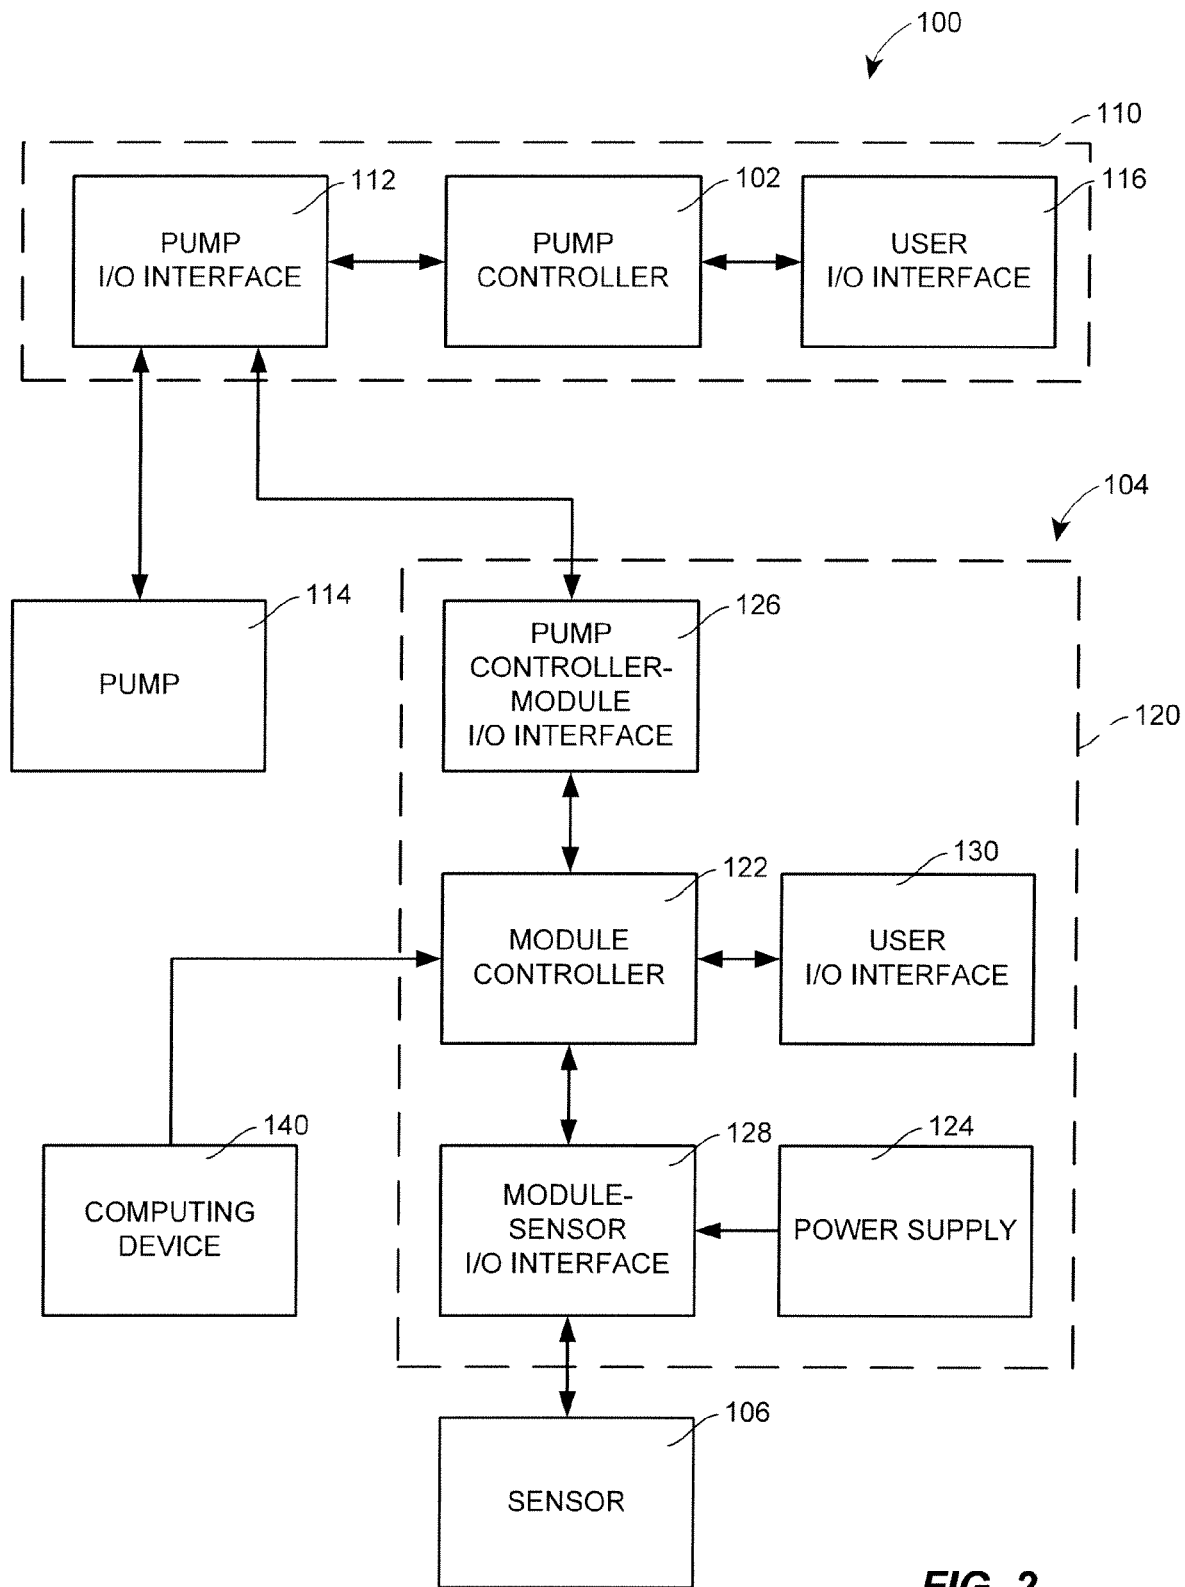 100
110
112
102
116
PUMP
I/O INTERFACE
PUMP
CONTROLLER
USER
I/O INTERFACE
104
114
126
PUMP
PUMP
CONTROLLER-
MODULE
I/O INTERFACE
120
122
130
MODULE
CONTROLLER
USER
I/O INTERFACE
140
128
124
COMPUTING
DEVICE
MODULE-
SENSOR
I/O INTERFACE
POWER SUPPLY
106
SENSOR
FIG. 2